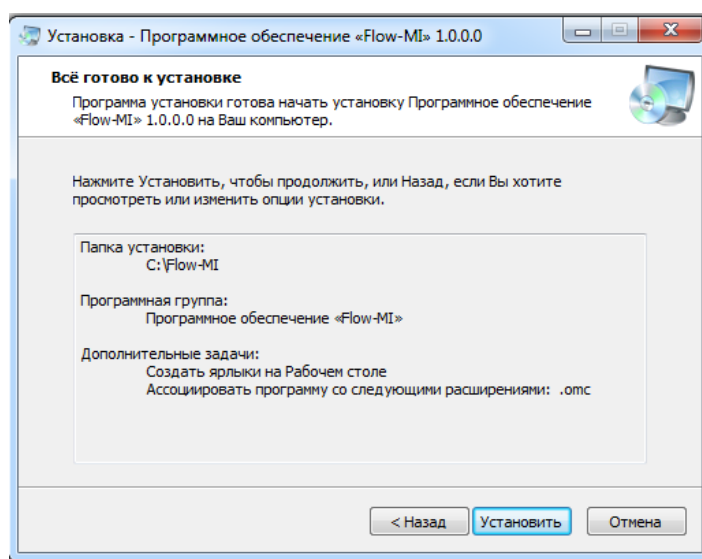 Установка - Программное обеспечение «Flow-MI» 1.0.0.0
Всё готово к установке
Программа установки готова начать установку Программное обеспечение
«Flow-MI» 1.0.0.0 на Ваш компьютер.
Нажмите Установить, чтобы продолжить, или Назад, если Вы хотите
просмотреть или изменить опции установки.
Папка установки:
C:\Flow-MI
Программная группа:
Программное обеспечение «Flow-MI»
Дополнительные задачи:
Создать ярлыки на Рабочем столе
Ассоциировать программу со следующими расширениями: .omc
< Назад Установить Отмена